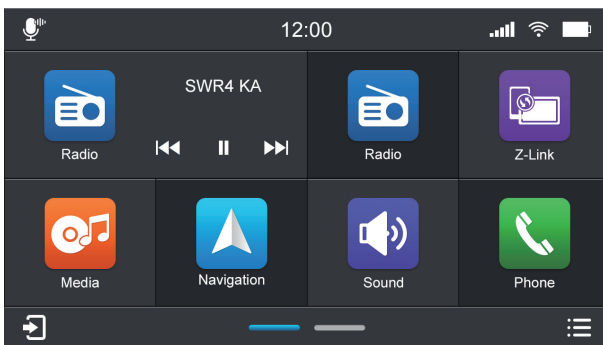 12:00
SWR4 KA
Radio
Radio
Z-Link
Media
Navigation
Sound
Phone